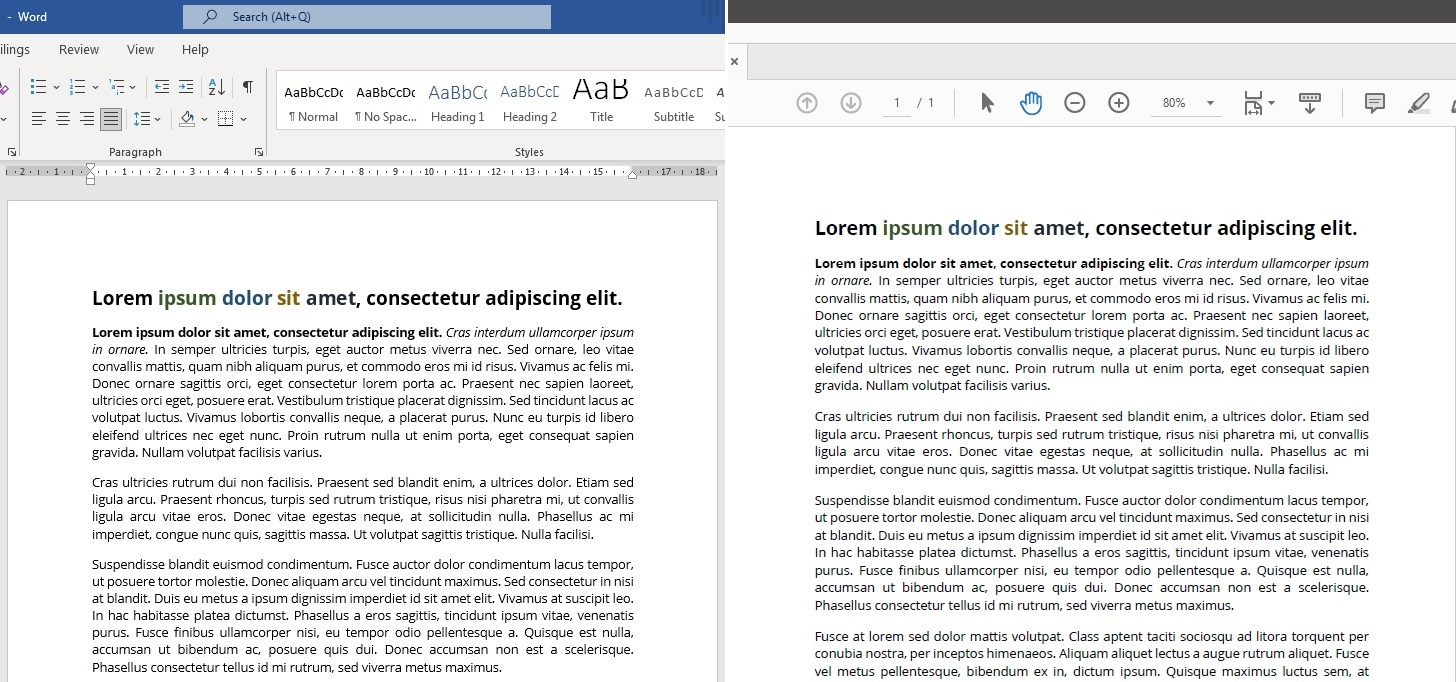 - Word
Search (Alt+Q)
ilings Review View Help
AaBbCcDc AaBbCcDc AaBbCc AaBbCcD AaB AaBbCcD A
¶ Normal ¶ No Spac... Heading 1 Heading 2 Title Subtitle Su
Paragraph Styles
2 1 1 2 3 4 5 6 7 8 9 10 11 12 13 14 15 17 18
Lorem ipsum dolor sit amet, consectetur adipiscing elit.
Lorem ipsum dolor sit amet, consectetur adipiscing elit. Cras interdum ullamcorper ipsum
in ornare. In semper ultricies turpis, eget auctor metus viverra nec. Sed ornare, leo vitae
convallis mattis, quam nibh aliquam purus, et commodo eros mi id risus. Vivamus ac felis mi.
Donec ornare sagittis orci, eget consectetur lorem porta ac. Praesent nec sapien laoreet,
ultricies orci eget, posuere erat. Vestibulum tristique placerat dignissim. Sed tincidunt lacus ac
volutpat luctus. Vivamus lobortis convallis neque, a placerat purus. Nunc eu turpis id libero
eleifend ultrices nec eget nunc. Proin rutrum nulla ut enim porta, eget consequat sapien
gravida. Nullam volutpat facilisis varius.
Cras ultricies rutrum dui non facilisis. Praesent sed blandit enim, a ultrices dolor. Etiam sed
ligula arcu. Praesent rhoncus, turpis sed rutrum tristique, risus nisi pharetra mi, ut convallis
ligula arcu vitae eros. Donec vitae egestas neque, at sollicitudin nulla. Phasellus ac mi
imperdiet, congue nunc quis, sagittis massa. Ut volutpat sagittis tristique. Nulla facilisi.
Suspendisse blandit euismod condimentum. Fusce auctor dolor condimentum lacus tempor,
ut posuere tortor molestie. Donec aliquam arcu vel tincidunt maximus. Sed consectetur in nisi
at blandit. Duis eu metus a ipsum dignissim imperdiet id sit amet elit. Vivamus at suscipit leo.
In hac habitasse platea dictumst. Phasellus a eros sagittis, tincidunt ipsum vitae, venenatis
purus. Fusce finibus ullamcorper nisi, eu tempor odio pellentesque a. Quisque est nulla,
accumsan ut bibendum ac, posuere quis dui. Donec accumsan non est a scelerisque.
Phasellus consectetur tellus id mi rutrum, sed viverra metus maximus.
1 / 1 80%
Lorem ipsum dolor sit amet, consectetur adipiscing elit.
Lorem ipsum dolor sit amet, consectetur adipiscing elit. Cras interdum ullamcorper ipsum
in ornare. In semper ultricies turpis, eget auctor metus viverra nec. Sed ornare, leo vitae
convallis mattis, quam nibh aliquam purus, et commodo eros mi id risus. Vivamus ac felis mi.
Donec ornare sagittis orci, eget consectetur lorem porta ac. Praesent nec sapien laoreet,
ultricies orci eget, posuere erat. Vestibulum tristique placerat dignissim. Sed tincidunt lacus ac
volutpat luctus. Vivamus lobortis convallis neque, a placerat purus. Nunc eu turpis id libero
eleifend ultrices nec eget nunc. Proin rutrum nulla ut enim porta, eget consequat sapien
gravida. Nullam volutpat facilisis varius.
Cras ultricies rutrum dui non facilisis. Praesent sed blandit enim, a ultrices dolor. Etiam sed
ligula arcu. Praesent rhoncus, turpis sed rutrum tristique, risus nisi pharetra mi, ut convallis
ligula arcu vitae eros. Donec vitae egestas neque, at sollicitudin nulla. Phasellus ac mi
imperdiet, congue nunc quis, sagittis massa. Ut volutpat sagittis tristique. Nulla facilisi.
Suspendisse blandit euismod condimentum. Fusce auctor dolor condimentum lacus tempor,
ut posuere tortor molestie. Donec aliquam arcu vel tincidunt maximus. Sed consectetur in nisi
at blandit. Duis eu metus a ipsum dignissim imperdiet id sit amet elit. Vivamus at suscipit leo.
In hac habitasse platea dictumst. Phasellus a eros sagittis, tincidunt ipsum vitae, venenatis
purus. Fusce finibus ullamcorper nisi, eu tempor odio pellentesque a. Quisque est nulla,
accumsan ut bibendum ac, posuere quis dui. Donec accumsan non est a scelerisque.
Phasellus consectetur tellus id mi rutrum, sed viverra metus maximus.
Fusce at lorem sed dolor mattis volutpat. Class aptent taciti sociosqu ad litora torquent per
conubia nostra, per inceptos himenaeos. Aliquam aliquet lectus a augue rutrum aliquet. Fusce
vel metus pellentesque, bibendum ex in, dictum ipsum. Quisque maximus luctus sem, at